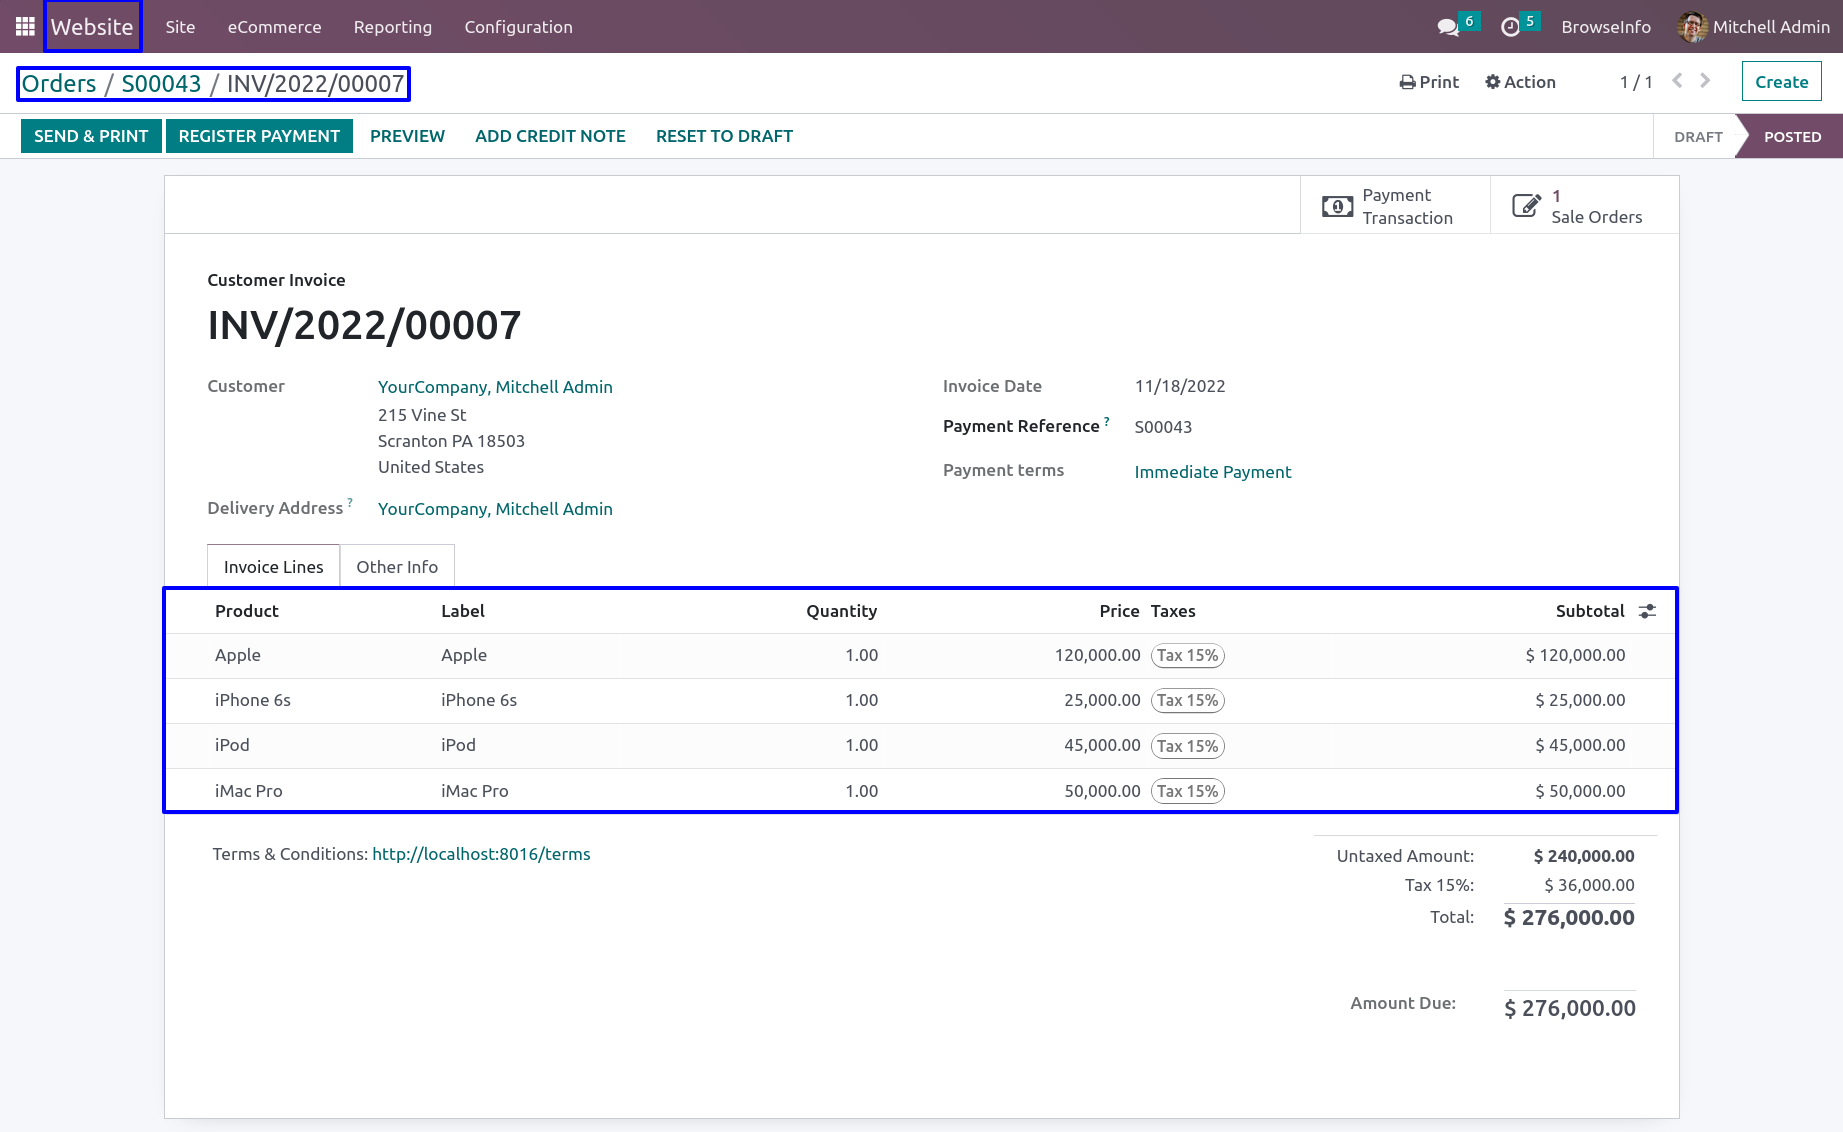 Website Site eCommerce Reporting Configuration 6 5 BrowseInfo Mitchell Admin
Orders / S00043 / INV/2022/00007 Print Action 1 / 1 Create
SEND & PRINT REGISTER PAYMENT PREVIEW ADD CREDIT NOTE RESET TO DRAFT DRAFT POSTED
Payment Transaction
1 Sale Orders
Customer Invoice
INV/2022/00007
Customer YourCompany, Mitchell Admin
215 Vine St
Scranton PA 18503
United States
Delivery Address ? YourCompany, Mitchell Admin
Invoice Date 11/18/2022
Payment Reference ? S00043
Payment terms Immediate Payment
Invoice Lines Other Info
Product Label Quantity Price Taxes Subtotal
Apple Apple 1.00 120,000.00 Tax 15% $ 120,000.00
iPhone 6s iPhone 6s 1.00 25,000.00 Tax 15% $ 25,000.00
iPod iPod 1.00 45,000.00 Tax 15% $ 45,000.00
iMac Pro iMac Pro 1.00 50,000.00 Tax 15% $ 50,000.00
Terms & Conditions: http://localhost:8016/terms
Untaxed Amount: $ 240,000.00
Tax 15%: $ 36,000.00
Total: $ 276,000.00
Amount Due: $ 276,000.00